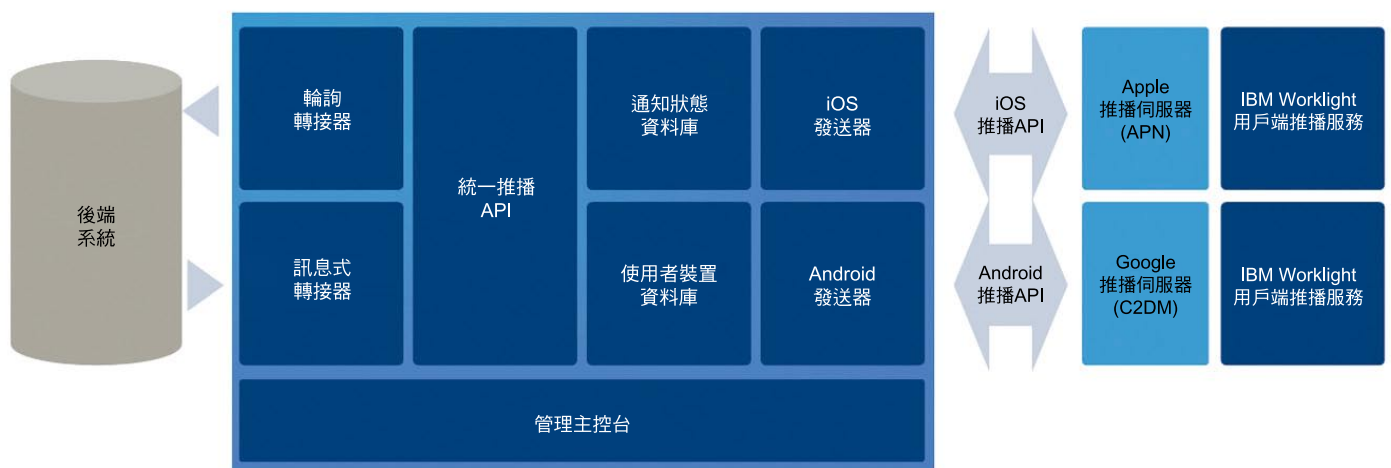 後端
系統
輪詢
轉接器
訊息式
轉接器
統一推播
API
通知狀態
資料庫
使用者裝置
資料庫
iOS
發送器
Android
發送器
管理主控台
iOS
推播API
Android
推播API
Apple
推播伺服器
(APN)
Google
推播伺服器
(C2DM)
IBM Worklight
用戶端推播服務
IBM Worklight
用戶端推播服務